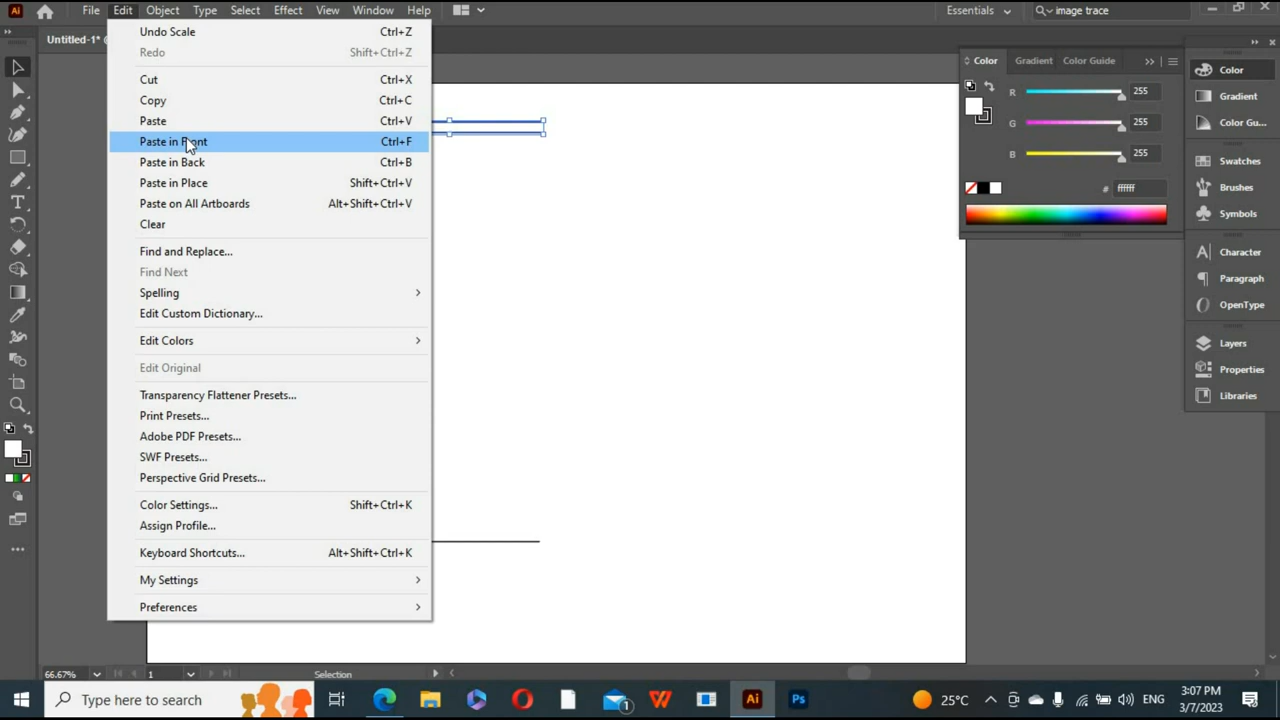 Ai File Edit Object Type Select Effect View Window Help Essentials image trace
Untitled-1*
Undo Scale Ctrl+Z
Redo Shift+Ctrl+Z
Cut Ctrl+X
Copy Ctrl+C
Paste Ctrl+V
Paste in Front Ctrl+F
Paste in Back Ctrl+B
Paste in Place Shift+Ctrl+V
Paste on All Artboards Alt+Shift+Ctrl+V
Clear
Find and Replace...
Find Next
Spelling
Edit Custom Dictionary...
Edit Colors
Edit Original
Transparency Flattener Presets...
Print Presets...
Adobe PDF Presets...
SWF Presets...
Perspective Grid Presets...
Color Settings... Shift+Ctrl+K
Assign Profile...
Keyboard Shortcuts... Alt+Shift+Ctrl+K
My Settings
Preferences
Color Gradient Color Guide
R 255
G 255
B 255
# ffffff
Color
Gradient
Color Gu...
Swatches
Brushes
Symbols
Character
Paragraph
OpenType
Layers
Properties
Libraries
66.67% 1 Selection
Type here to search 1 Ai Ps 25°C ENG 3:07 PM
3/7/2023